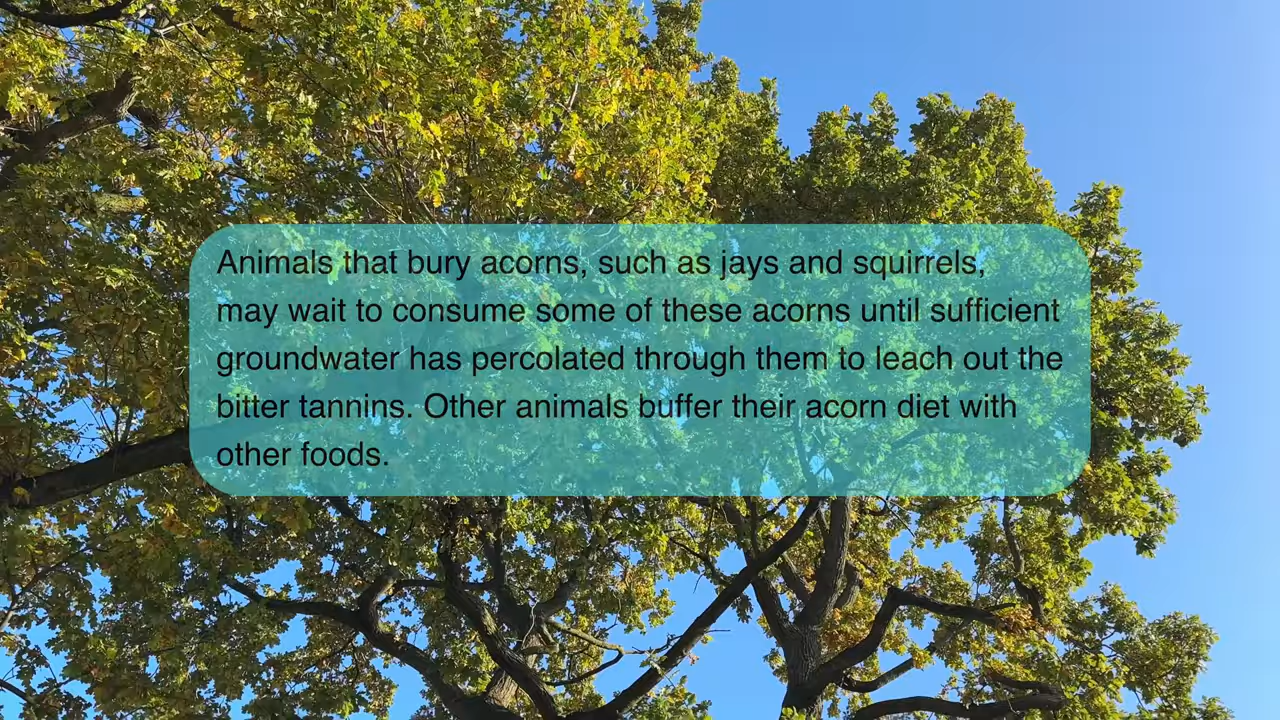 Animals that bury acorns, such as jays and squirrels,
may wait to consume some of these acorns until sufficient
groundwater has percolated through them to leach out the
bitter tannins. Other animals buffer their acorn diet with
other foods.